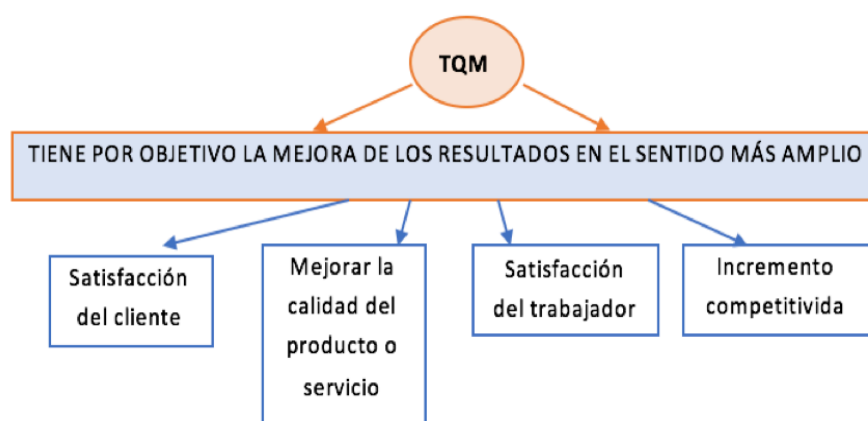 TQM
TIENE POR OBJETIVO LA MEJORA DE LOS RESULTADOS EN EL SENTIDO MÁS AMPLIO
Satisfacción
del cliente
Mejorar la
calidad del
producto o
servicio
Satisfacción
del trabajador
Incremento
competitivida